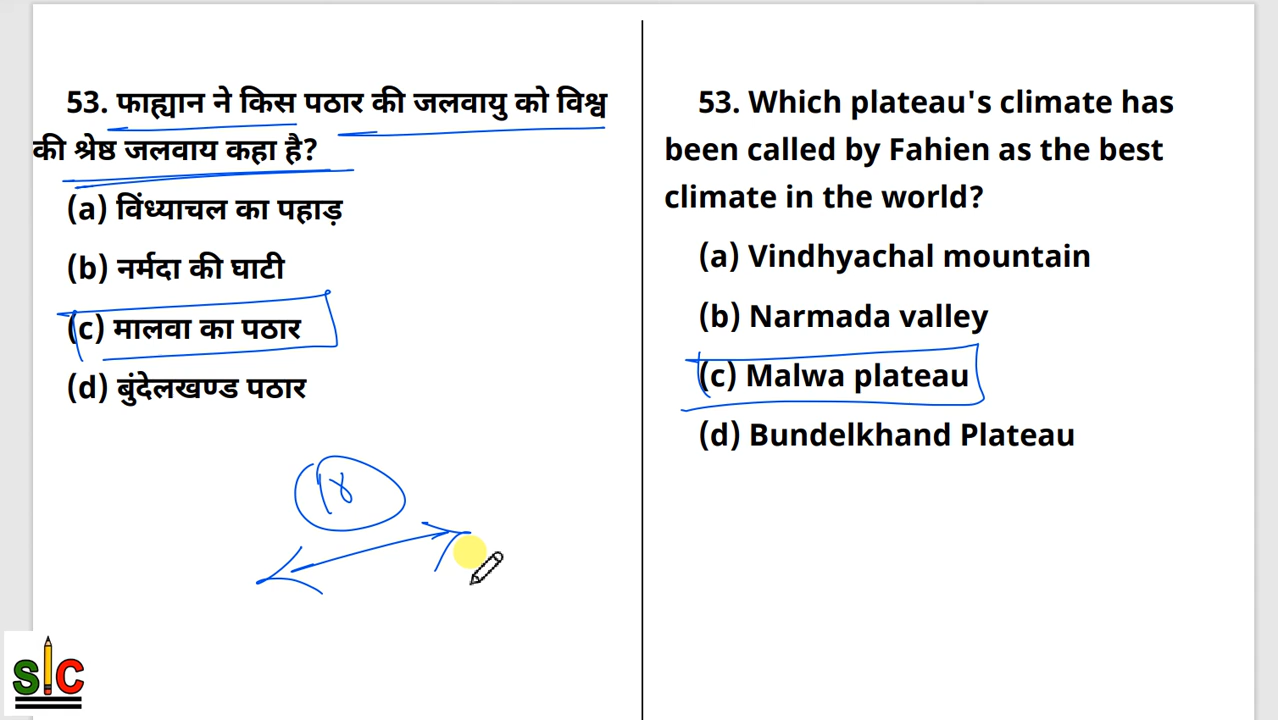 53. फाह्यान ने किस पठार की जलवायु को विश्व
की श्रेष्ठ जलवाय कहा है?
(a) विंध्याचल का पहाड़
(b) नर्मदा की घाटी
(c) मालवा का पठार
(d) बुंदेलखण्ड पठार
53. Which plateau's climate has
been called by Fahien as the best
climate in the world?
(a) Vindhyachal mountain
(b) Narmada valley
(c) Malwa plateau
(d) Bundelkhand Plateau
SIC